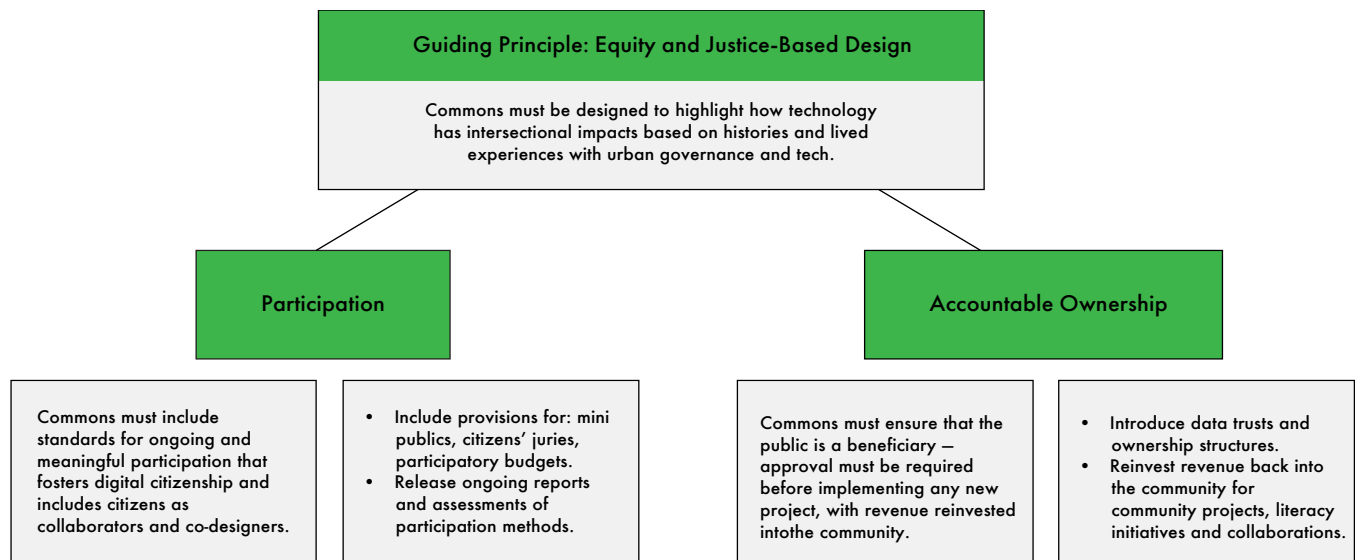 Guiding Principle: Equity and Justice-Based Design
Commons must be designed to highlight how technology
has intersectional impacts based on histories and lived
experiences with urban governance and tech.
Participation
Accountable Ownership
Commons must include
standards for ongoing and
meaningful participation that
fosters digital citizenship and
includes citizens as
collaborators and co-designers.
• Include provisions for: mini
publics, citizens’ juries,
participatory budgets.
• Release ongoing reports
and assessments of
participation methods.
Commons must ensure that the
public is a beneficiary —
approval must be required
before implementing any new
project, with revenue reinvested
intothe community.
• Introduce data trusts and
ownership structures.
• Reinvest revenue back into
the community for
community projects, literacy
initiatives and collaborations.